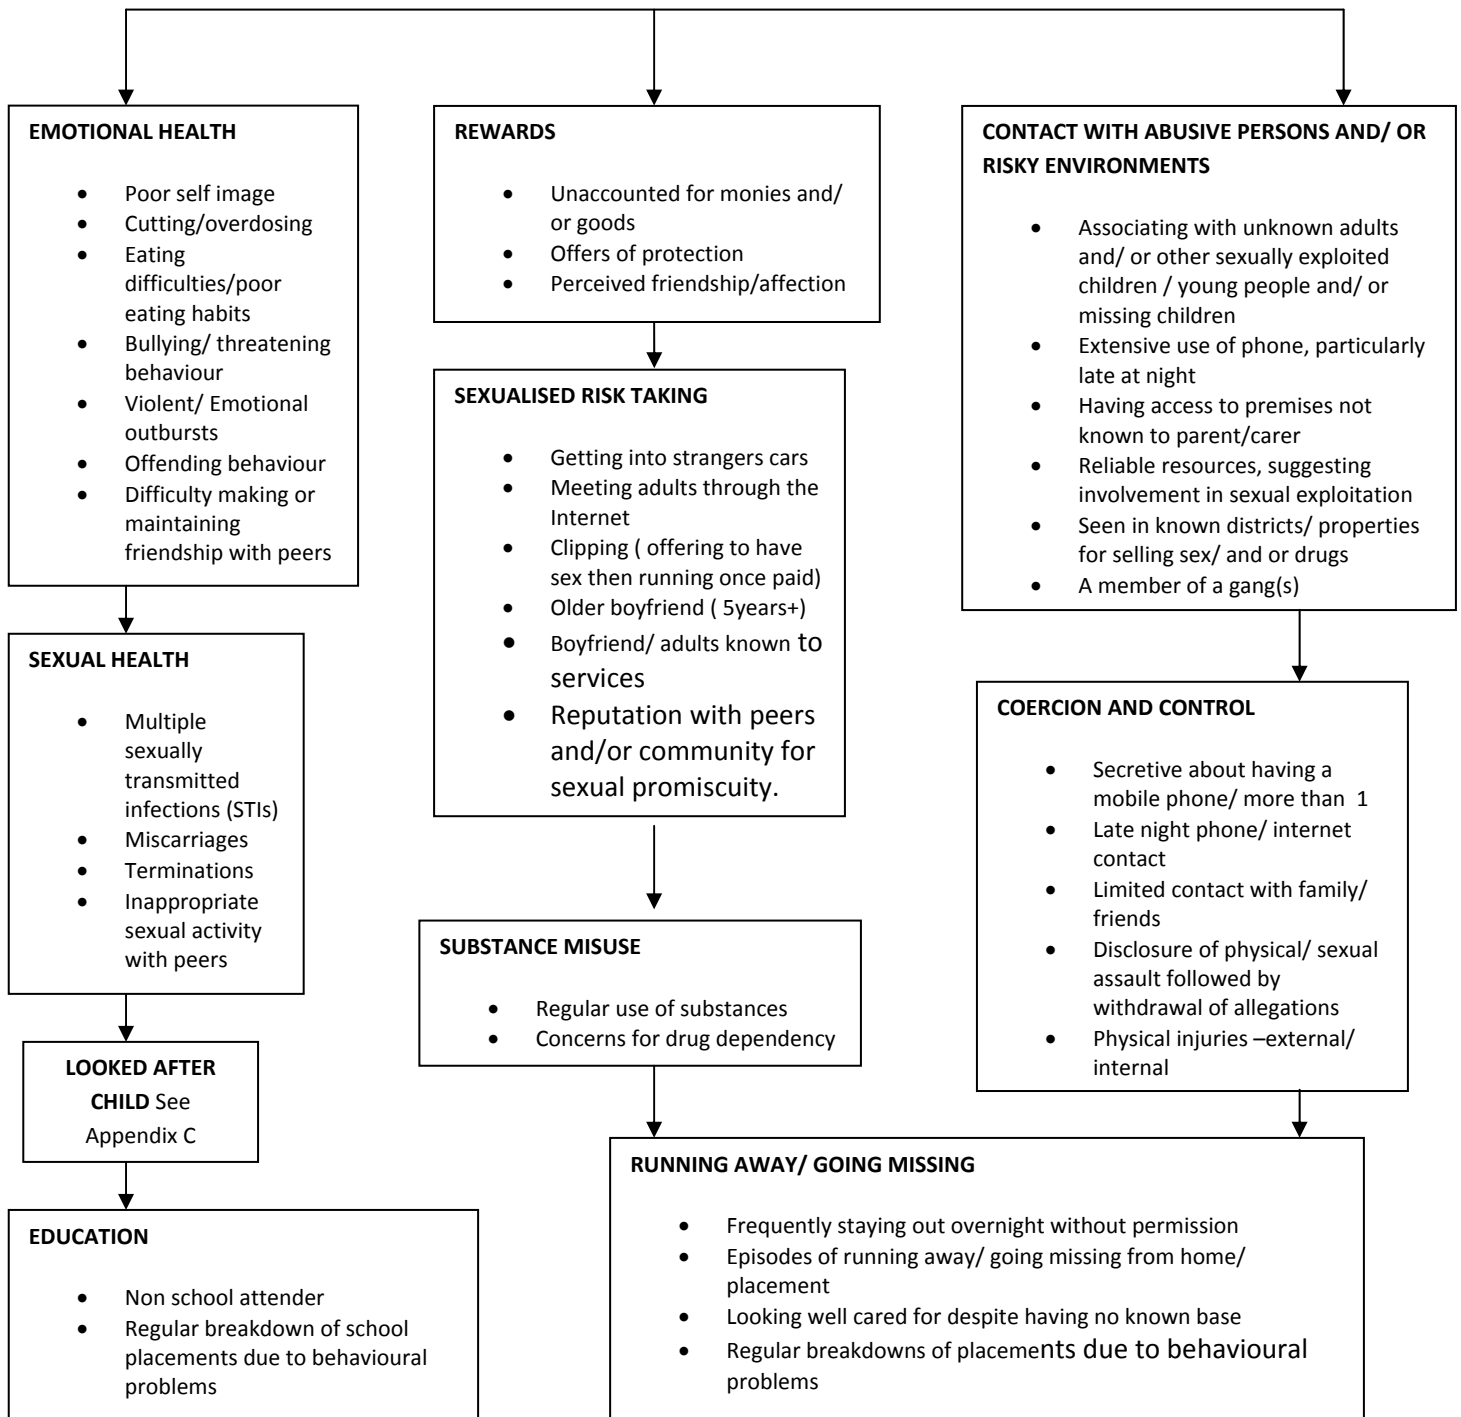 EMOTIONAL HEALTH
• Poor self image
• Cutting/overdosing
• Eating
difficulties/poor
eating habits
• Bullying/ threatening
behaviour
• Violent/ Emotional
outbursts
• Offending behaviour
• Difficulty making or
maintaining
friendship with peers
SEXUAL HEALTH
• Multiple
sexually
transmitted
infections (STIs)
• Miscarriages
• Terminations
• Inappropriate
sexual activity
with peers
LOOKED AFTER
CHILD See
Appendix C
EDUCATION
• Non school attender
• Regular breakdown of school
placements due to behavioural
problems
REWARDS
• Unaccounted for monies and/
or goods
• Offers of protection
• Perceived friendship/affection
SEXUALISED RISK TAKING
• Getting into strangers cars
• Meeting adults through the
Internet
• Clipping ( offering to have
sex then running once paid)
• Older boyfriend ( 5years+)
• Boyfriend/ adults known to
services
• Reputation with peers
and/or community for
sexual promiscuity.
SUBSTANCE MISUSE
• Regular use of substances
• Concerns for drug dependency
CONTACT WITH ABUSIVE PERSONS AND/ OR
RISKY ENVIRONMENTS
• Associating with unknown adults
and/ or other sexually exploited
children / young people and/ or
missing children
• Extensive use of phone, particularly
late at night
• Having access to premises not
known to parent/carer
• Reliable resources, suggesting
involvement in sexual exploitation
• Seen in known districts/ properties
for selling sex/ and or drugs
• A member of a gang(s)
COERCION AND CONTROL
• Secretive about having a
mobile phone/ more than 1
• Late night phone/ internet
contact
• Limited contact with family/
friends
• Disclosure of physical/ sexual
assault followed by
withdrawal of allegations
• Physical injuries –external/
internal
RUNNING AWAY/ GOING MISSING
• Frequently staying out overnight without permission
• Episodes of running away/ going missing from home/
placement
• Looking well cared for despite having no known base
• Regular breakdowns of placements due to behavioural
problems